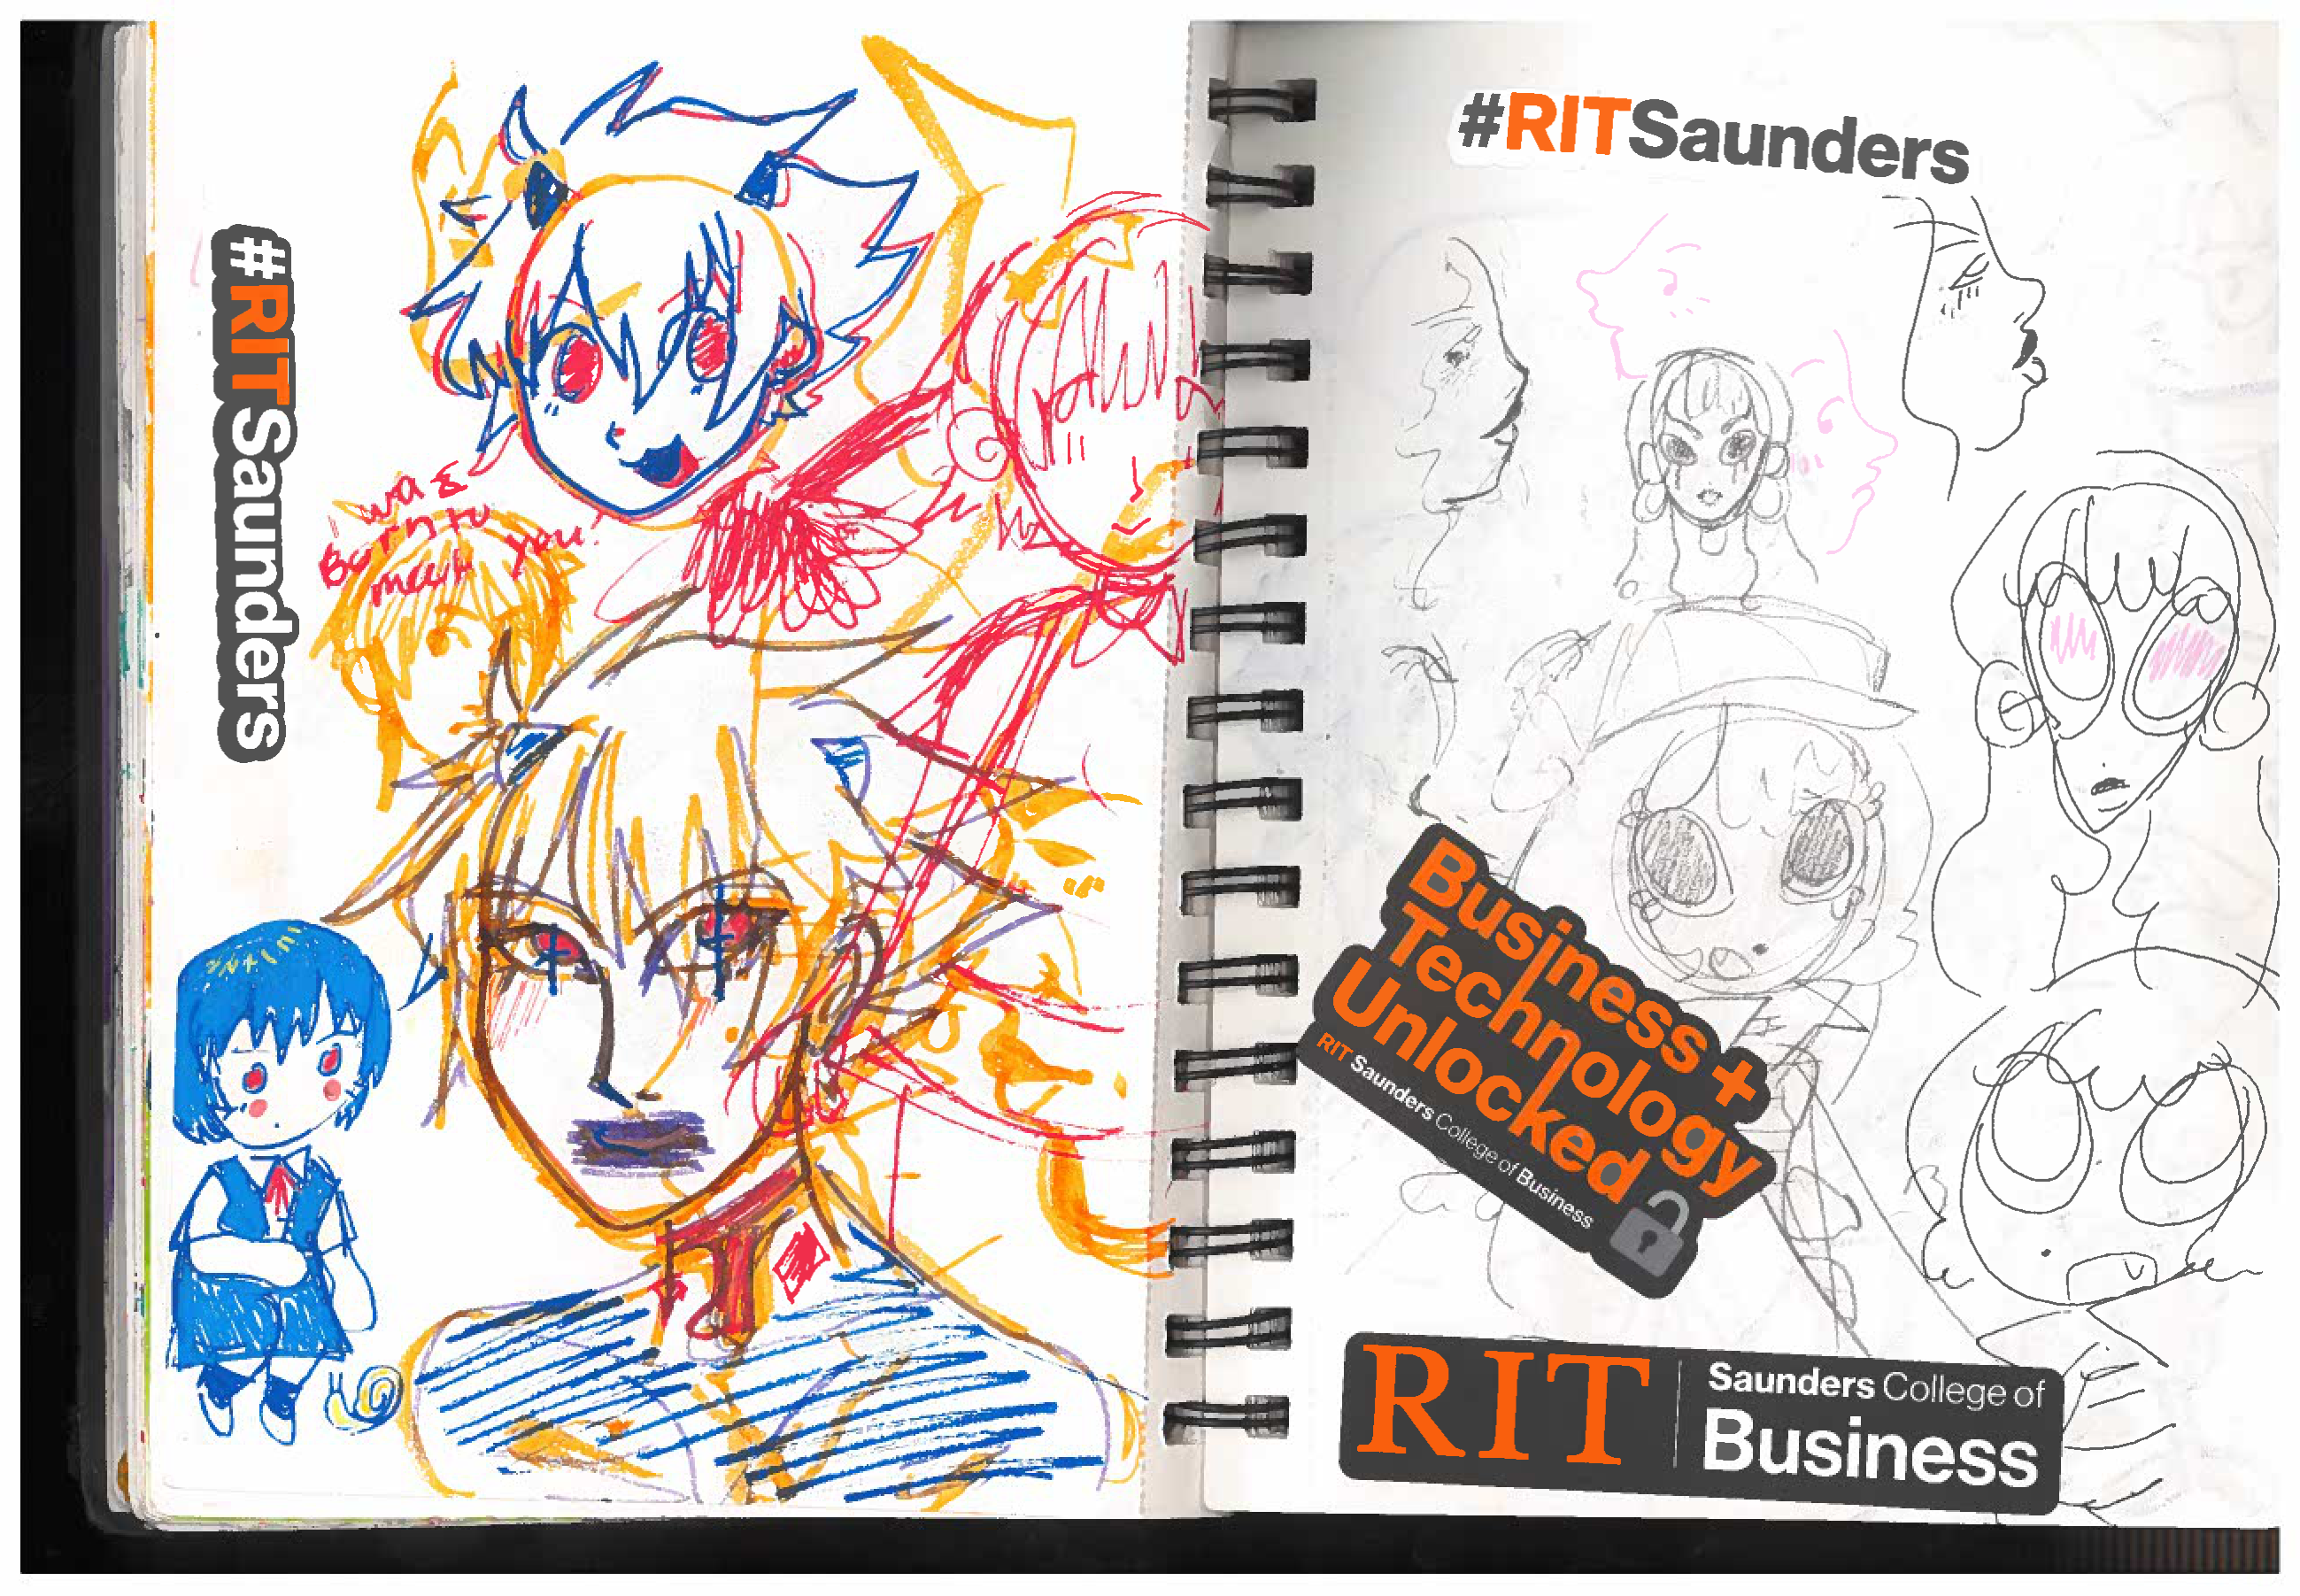 #RITSaunders
I was
Born to
meet you!
#RITSaunders
Business +
Technology
Unlocked
RIT Saunders College of Business
RIT
Saunders College of
Business